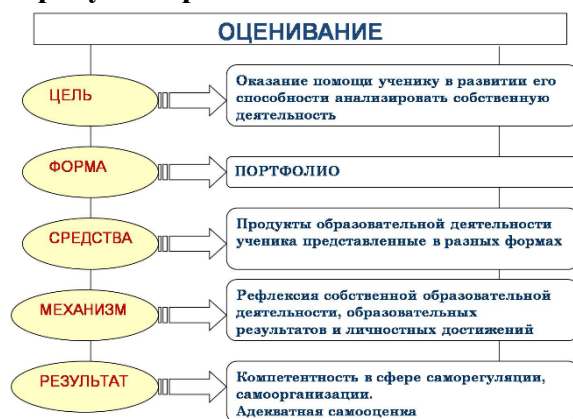 ОЦЕНИВАНИЕ
ЦЕЛЬ
Оказание помощи ученику в развитии его
способности анализировать собственную
деятельность
ФОРМА
ПОРТФОЛИО
СРЕДСТВА
Продукты образовательной деятельности
ученика представленные в разных формах
МЕХАНИЗМ
Рефлексия собственной образовательной
деятельности, образовательных
результатов и личностных достижений
РЕЗУЛЬТАТ
Компетентность в сфере саморегуляции,
самоорганизации.
Адекватная самооценка